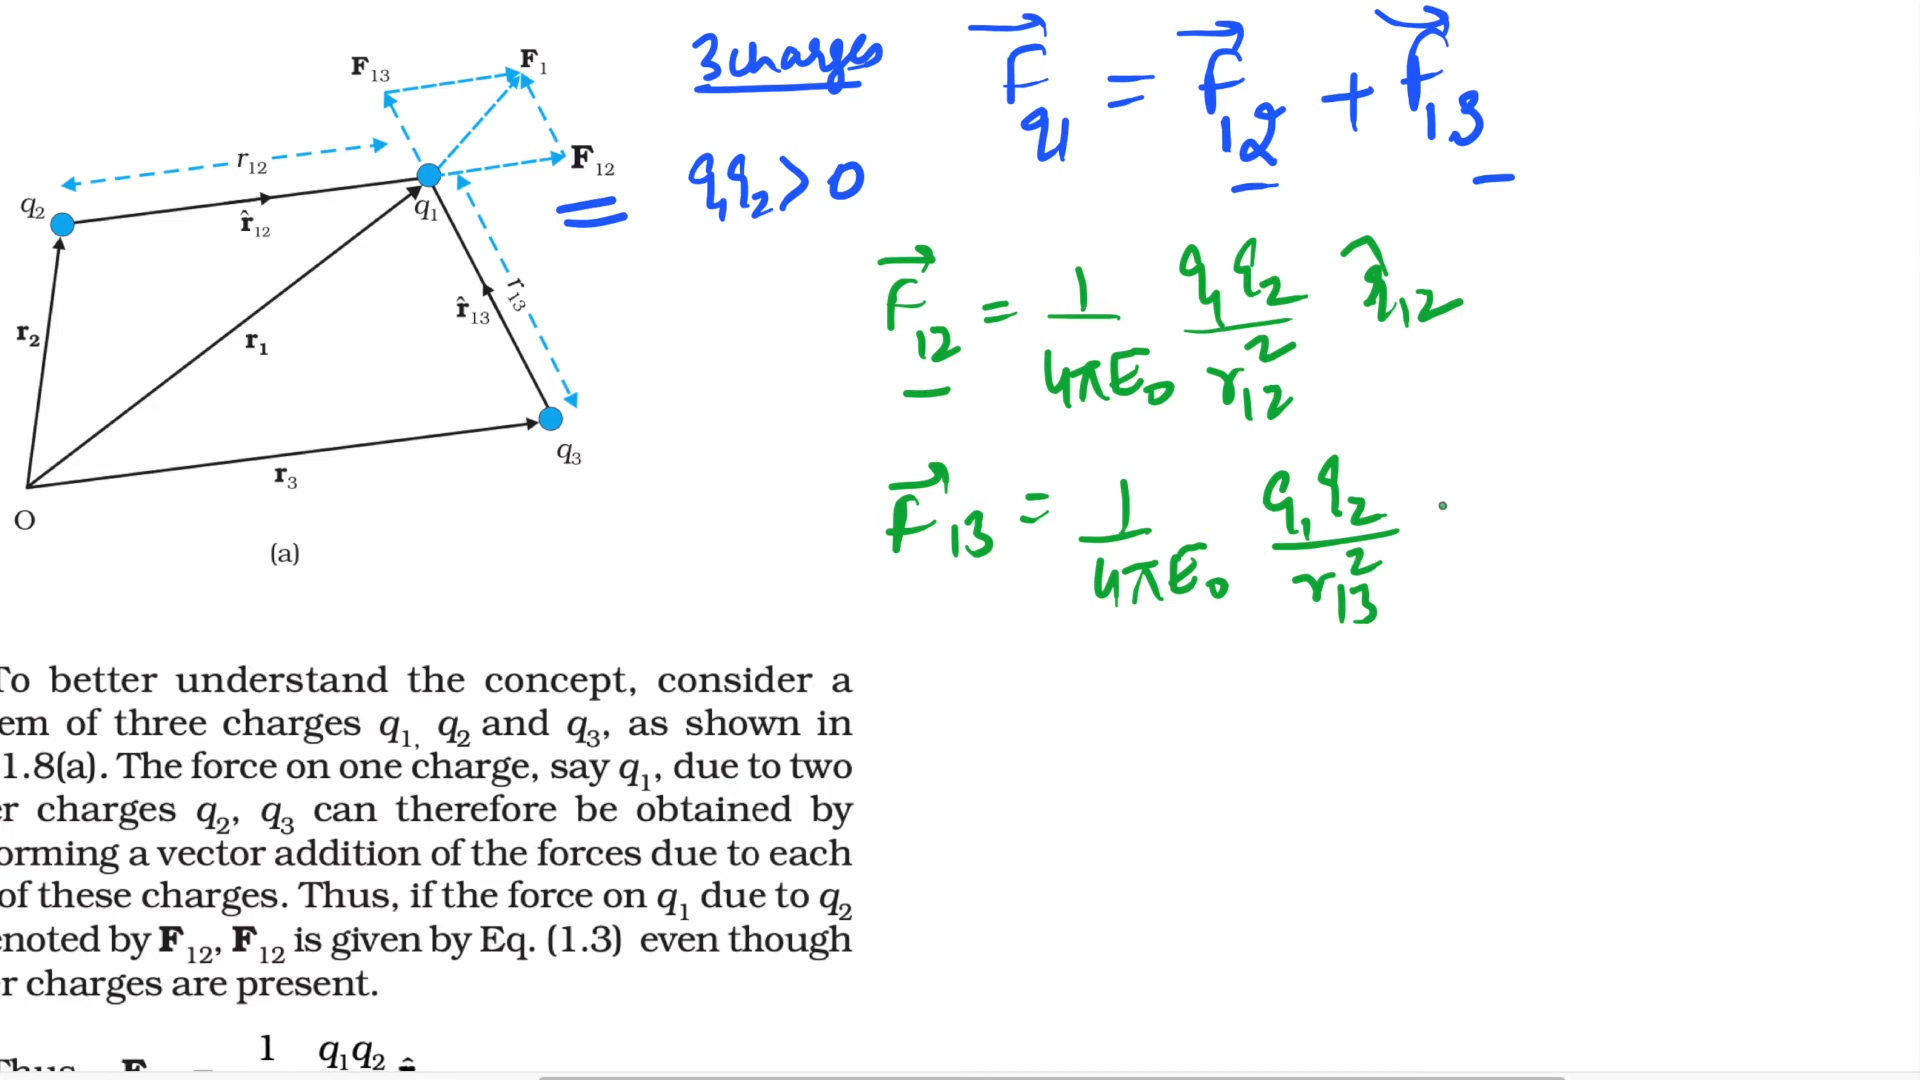 F13
F1
r12
F12
q2
r̂12
q1
r̂13
r13
r2
r1
r3
q3
O
(a)
3 charges
F⃗q1 = F⃗12 + F⃗13
q1q2 > 0
F⃗12 = 1/4πε0 q1q2/r12² r̂12
F⃗13 = 1/4πε0 q1q2/r13²
To better understand the concept, consider a
em of three charges q1, q2 and q3, as shown in
1.8(a). The force on one charge, say q1, due to two
r charges q2, q3 can therefore be obtained by
orming a vector addition of the forces due to each
of these charges. Thus, if the force on q1 due to q2
enoted by F12, F12 is given by Eq. (1.3) even though
r charges are present.
1 q1q2